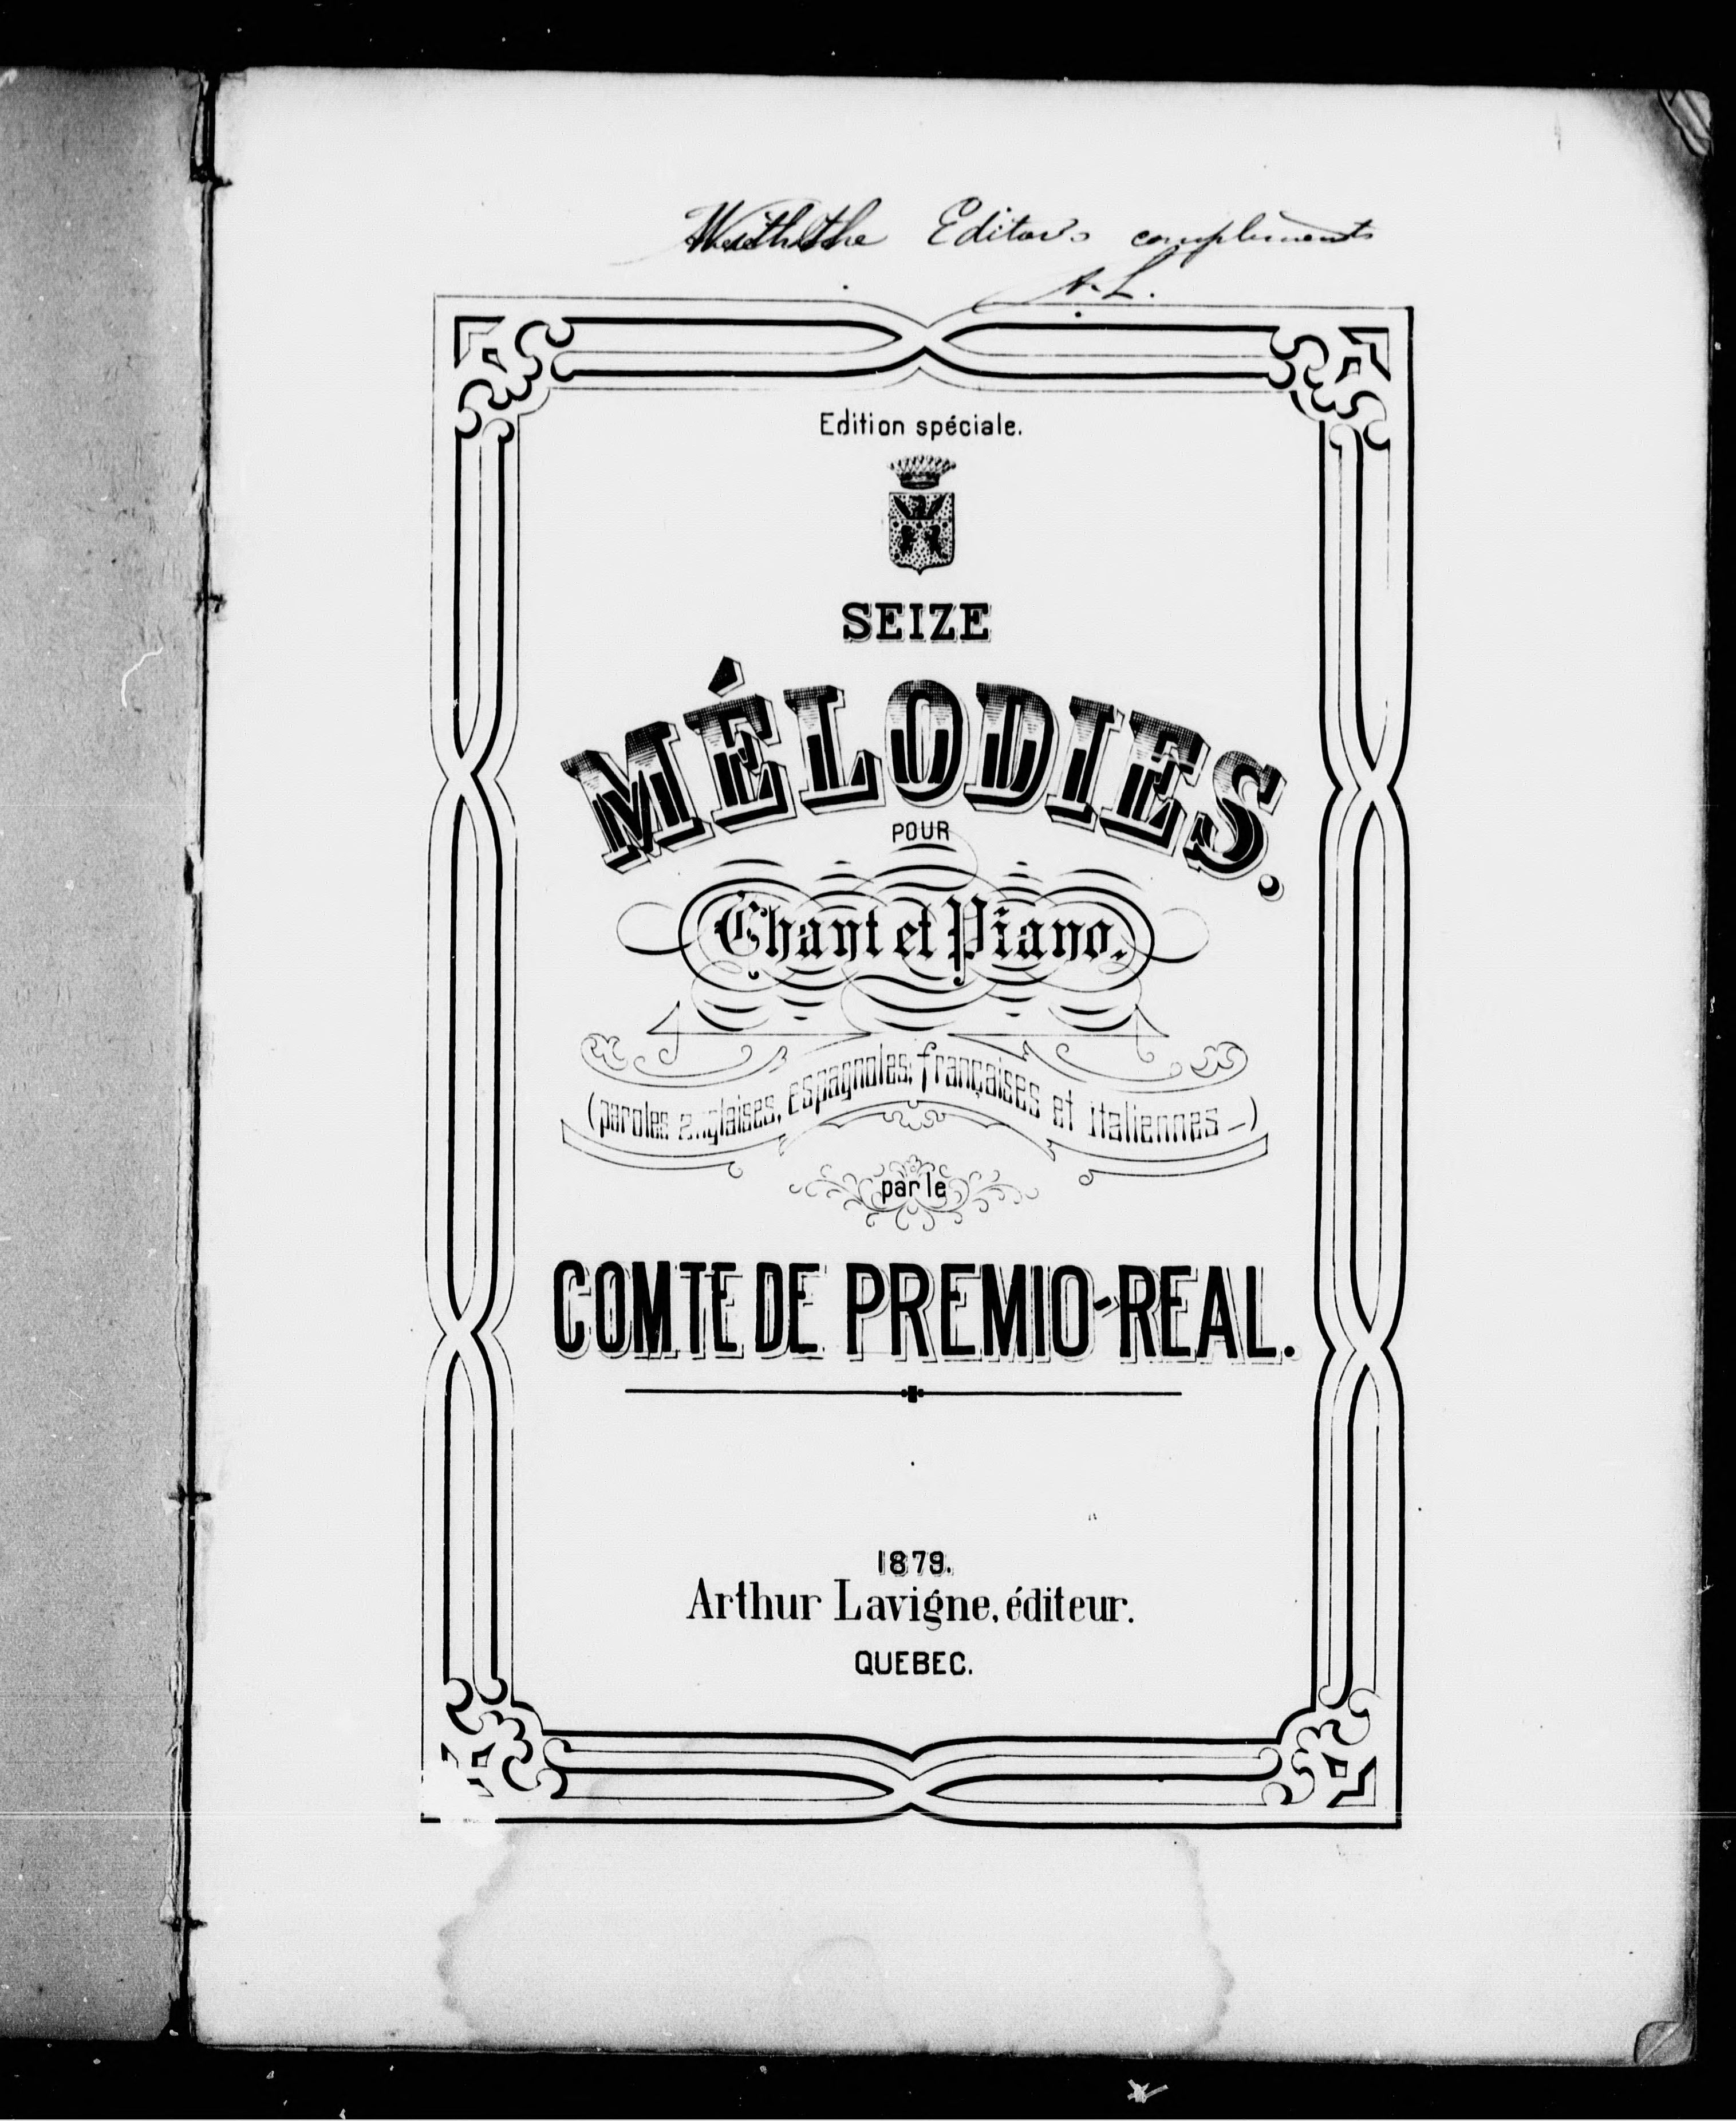 With the Editor's compliments
A. L.
Edition spéciale.
SEIZE
MÉLODIES.
POUR
Chant et Piano.
(paroles anglaises, Espagnoles, françaises et Italiennes_)
par le
COMTE DE PREMIO-REAL.
1879.
Arthur Lavigne, éditeur.
QUEBEC.